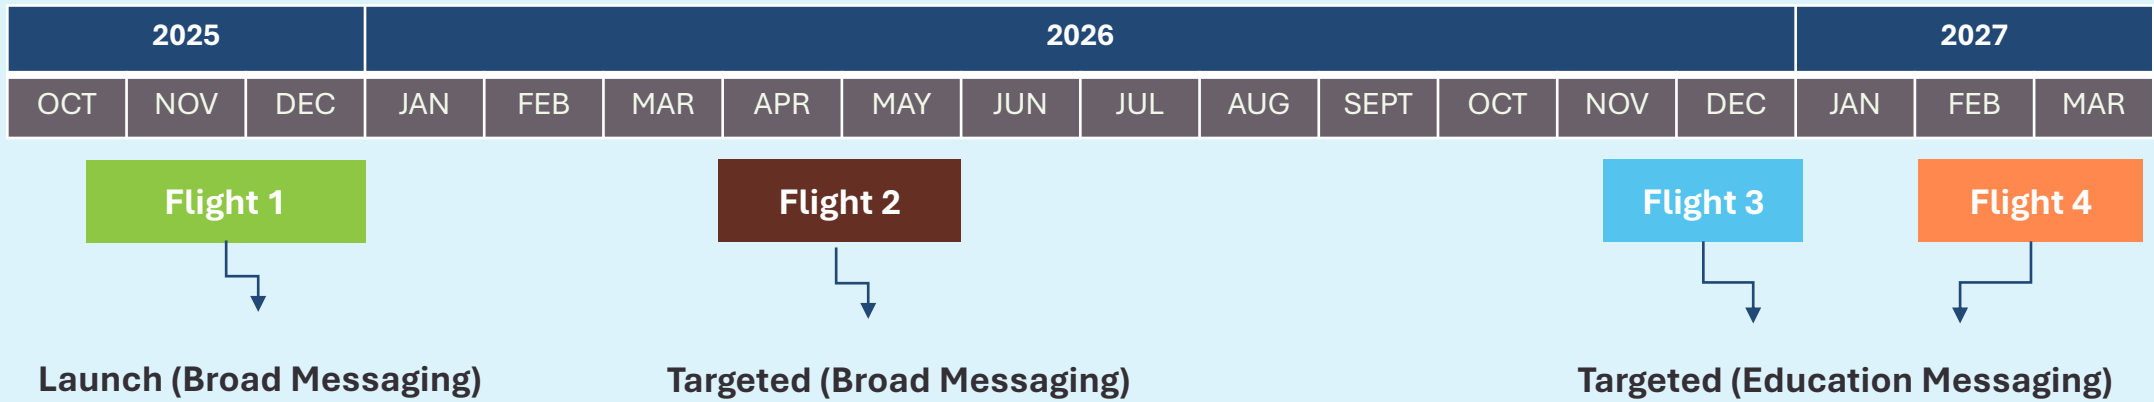 2025 2026 2027
OCT NOV DEC JAN FEB MAR APR MAY JUN JUL AUG SEPT OCT NOV DEC JAN FEB MAR
Flight 1 Flight 2 Flight 3 Flight 4
Launch (Broad Messaging) Targeted (Broad Messaging) Targeted (Education Messaging)